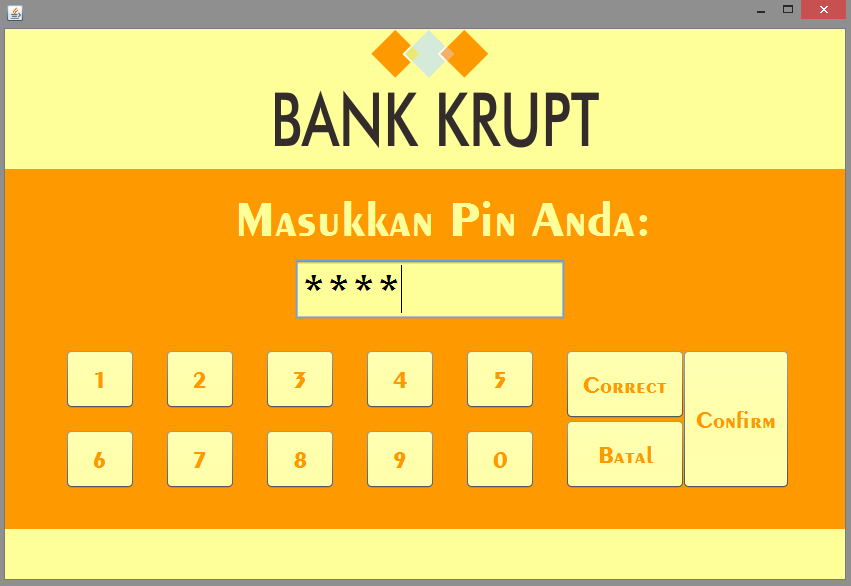 BANK KRUPT
Masukkan Pin Anda:
****
1 2 3 4 5
Correct
Confirm
6 7 8 9 0
Batal